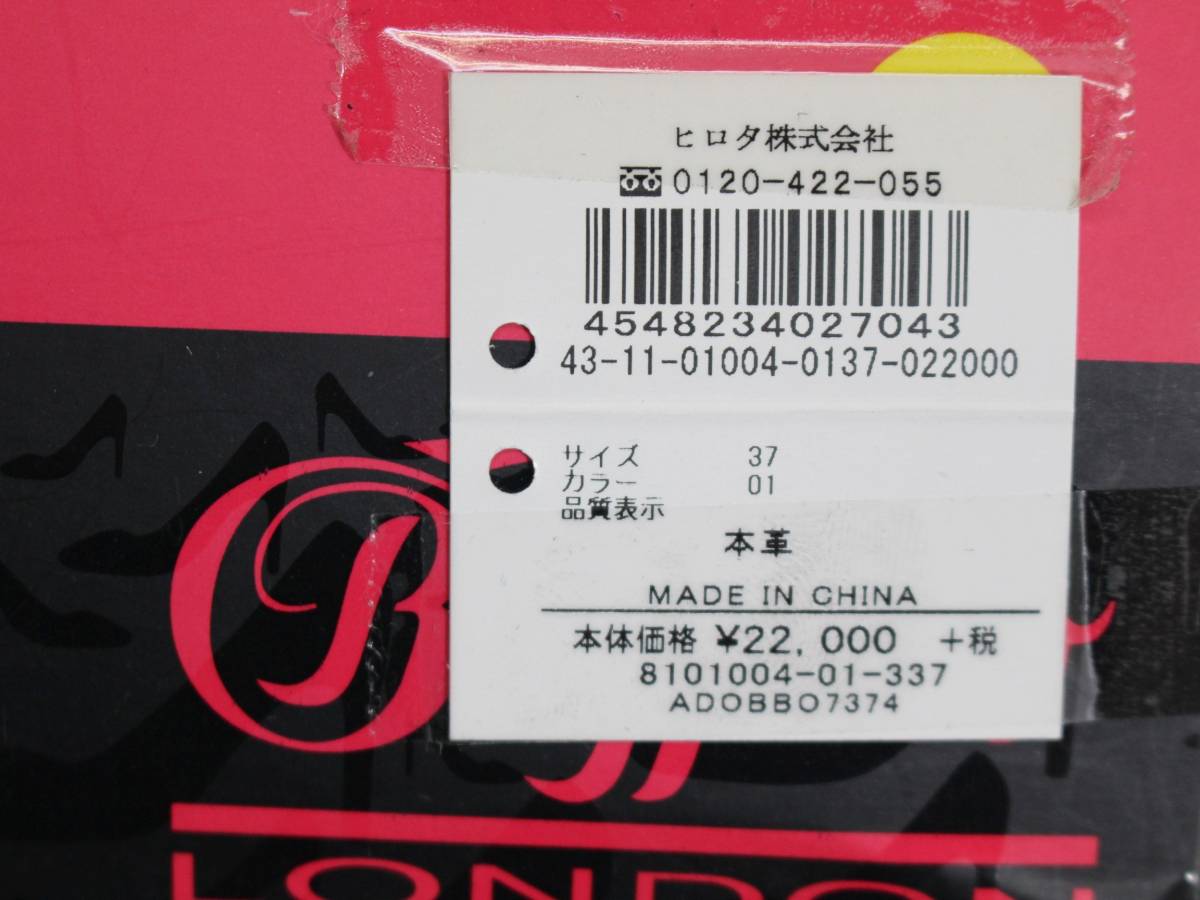 ヒロタ株式会社
0120-422-055
4548234027043
43-11-01004-0137-022000
サイズ 37
カラー 01
品質表示
本革
MADE IN CHINA
本体価格 ¥22,000 +税
8101004-01-337
ADOBBO7374
LONDON